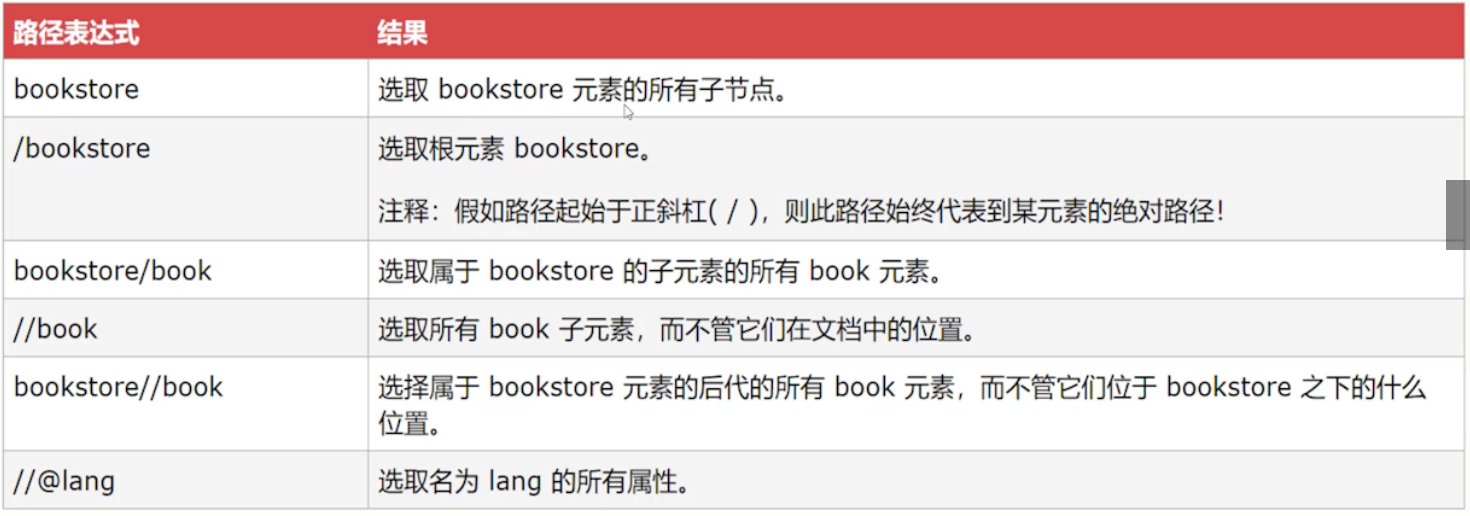 路径表达式 结果
bookstore 选取 bookstore 元素的所有子节点。
/bookstore 选取根元素 bookstore。
注释：假如路径起始于正斜杠( / )，则此路径始终代表到某元素的绝对路径！
bookstore/book 选取属于 bookstore 的子元素的所有 book 元素。
//book 选取所有 book 子元素，而不管它们在文档中的位置。
bookstore//book 选择属于 bookstore 元素的后代的所有 book 元素，而不管它们位于 bookstore 之下的什么
位置。
//@lang 选取名为 lang 的所有属性。